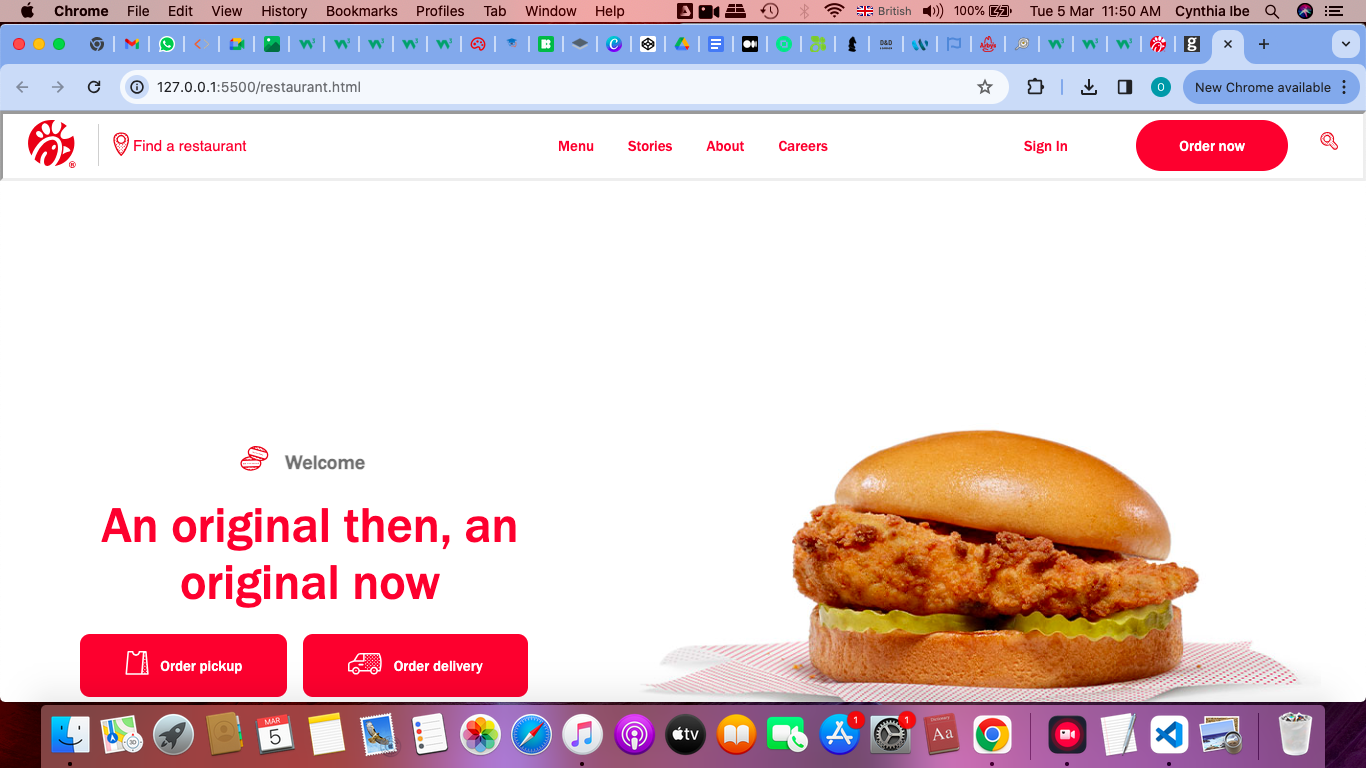 Chrome File Edit View History Bookmarks Profiles Tab Window Help British 100% Tue 5 Mar 11:50 AM Cynthia Ibe
127.0.0.1:5500/restaurant.html
O
New Chrome available
Find a restaurant
Menu Stories About Careers
Sign In
Order now
Welcome
An original then, an
original now
Order pickup
Order delivery
MAR
5
3D
tv
1
1
Aa